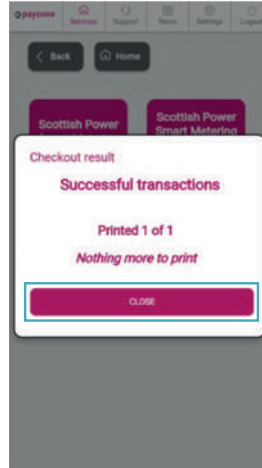 payzone
Services Support News Settings Logout
Back Home
Scottish Power
Scottish Power
Smart Metering
Checkout result
Successful transactions
Printed 1 of 1
Nothing more to print
CLOSE